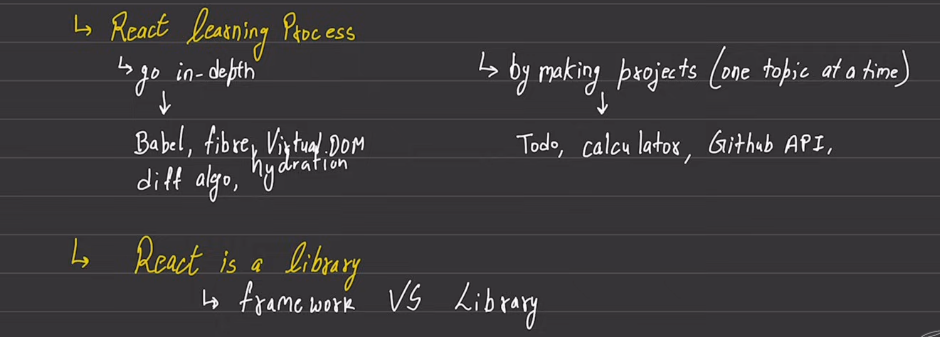 ↳ React learning Process
↳ go in-depth
↓
Babel, fibre, Virtual DOM
diff algo, hydration
↳ by making projects (one topic at a time)
↓
Todo, calculator, Github API,
↳ React is a library
↳ framework VS Library